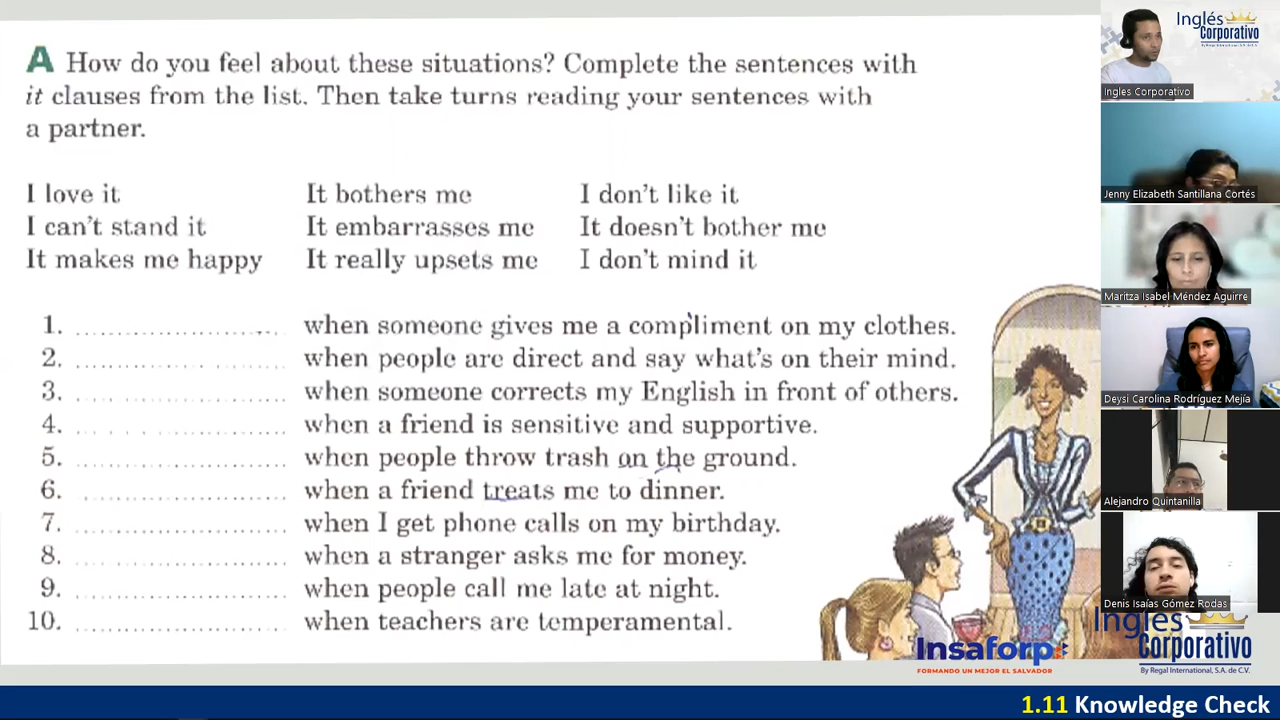 A How do you feel about these situations? Complete the sentences with
it clauses from the list. Then take turns reading your sentences with
a partner.
I love it It bothers me I don't like it
I can't stand it It embarrasses me It doesn't bother me
It makes me happy It really upsets me I don't mind it
1. when someone gives me a compliment on my clothes.
2. when people are direct and say what's on their mind.
3. when someone corrects my English in front of others.
4. when a friend is sensitive and supportive.
5. when people throw trash on the ground.
6. when a friend treats me to dinner.
7. when I get phone calls on my birthday.
8. when a stranger asks me for money.
9. when people call me late at night.
10. when teachers are temperamental.
Inglés
Corporativo
By Regal International, S.A. de C.V.
Ingles Corporativo
Jenny Elizabeth Santillana Cortés
Maritza Isabel Méndez Aguirre
Deysi Carolina Rodríguez Mejía
Alejandro Quintanilla
Denis Isaías Gómez Rodas
Insaforp
FORMANDO UN MEJOR EL SALVADOR
Inglés
Corporativo
By Regal International, S.A. de C.V.
1.11 Knowledge Check